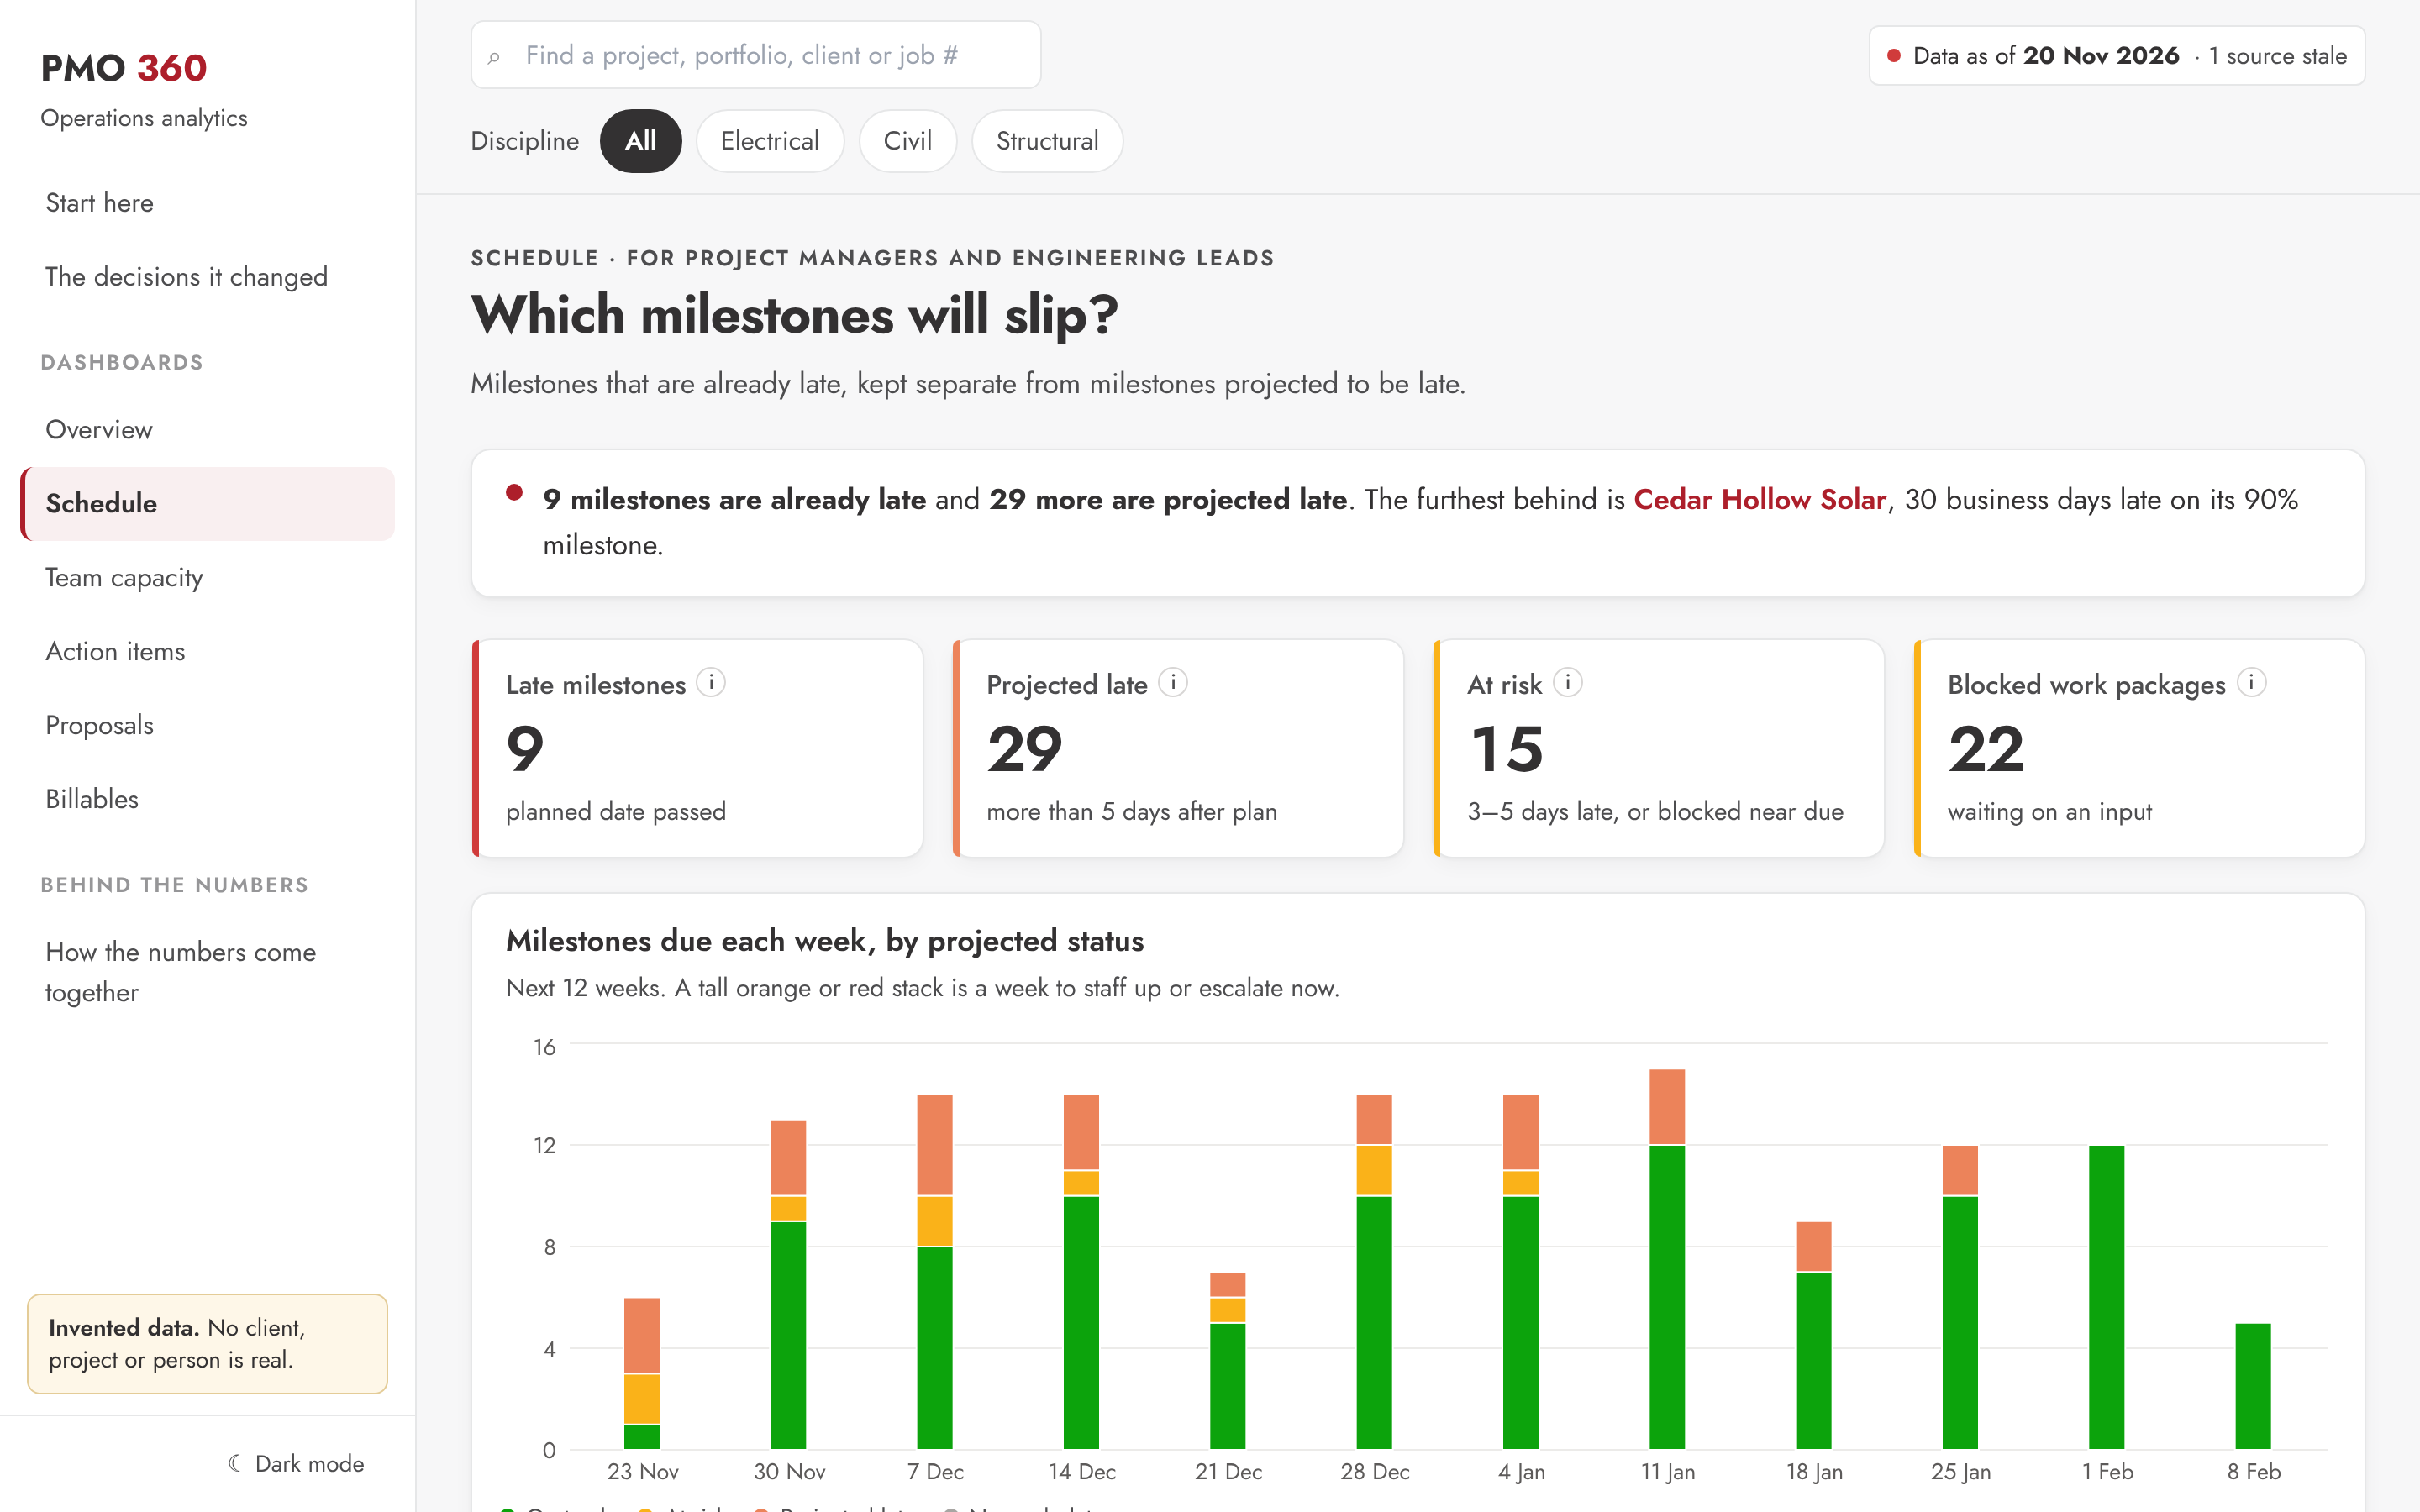 PMO 360
Operations analytics
Start here
The decisions it changed
DASHBOARDS
Overview
Schedule
Team capacity
Action items
Proposals
Billables
BEHIND THE NUMBERS
How the numbers come
together
Invented data. No client,
project or person is real.
☾ Dark mode
Find a project, portfolio, client or job #
Data as of 20 Nov 2026 · 1 source stale
Discipline All Electrical Civil Structural
SCHEDULE · FOR PROJECT MANAGERS AND ENGINEERING LEADS
Which milestones will slip?
Milestones that are already late, kept separate from milestones projected to be late.
9 milestones are already late and 29 more are projected late. The furthest behind is Cedar Hollow Solar, 30 business days late on its 90%
milestone.
Late milestones i
9
planned date passed
Projected late i
29
more than 5 days after plan
At risk i
15
3–5 days late, or blocked near due
Blocked work packages i
22
waiting on an input
Milestones due each week, by projected status
Next 12 weeks. A tall orange or red stack is a week to staff up or escalate now.
16
12
8
4
0
23 Nov 30 Nov 7 Dec 14 Dec 21 Dec 28 Dec 4 Jan 11 Jan 18 Jan 25 Jan 1 Feb 8 Feb